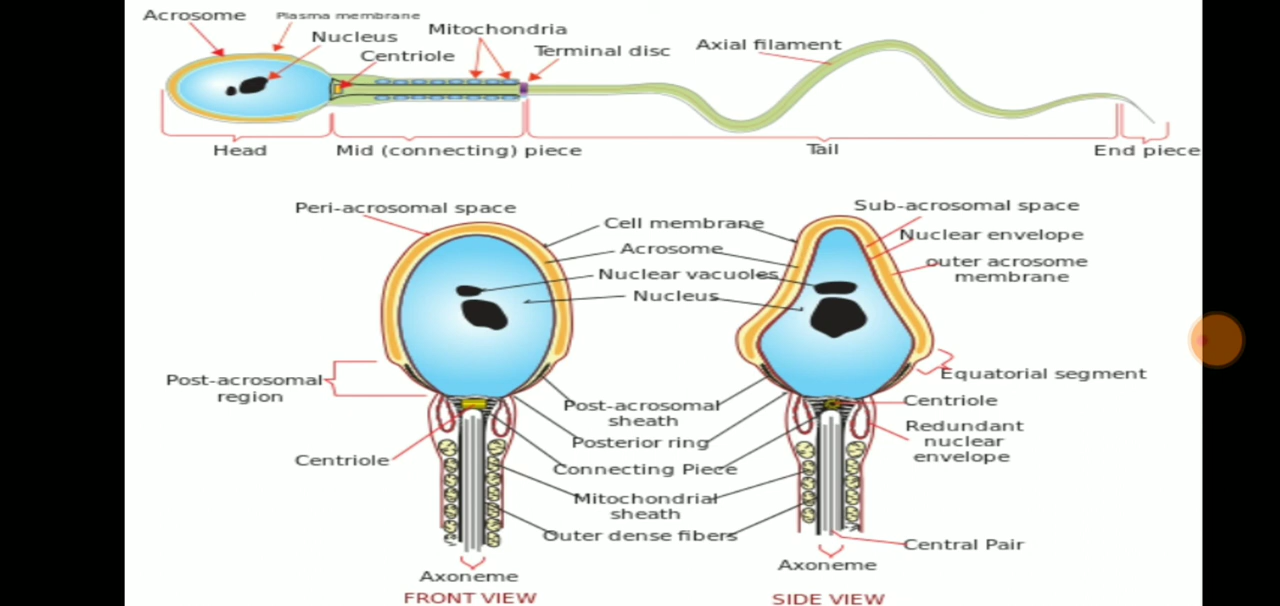 Acrosome
Plasma membrane
Nucleus
Centriole
Mitochondria
Terminal disc
Axial filament
Head
Mid (connecting) piece
Tail
End piece
Peri-acrosomal space
Cell membrane
Acrosome
Nuclear vacuoles
Nucleus
Sub-acrosomal space
Nuclear envelope
outer acrosome
membrane
Post-acrosomal
region
Equatorial segment
Post-acrosomal
sheath
Centriole
Posterior ring
Redundant
nuclear
envelope
Centriole
Connecting Piece
Mitochondrial
sheath
Outer dense fibers
Central Pair
Axoneme
Axoneme
FRONT VIEW
SIDE VIEW